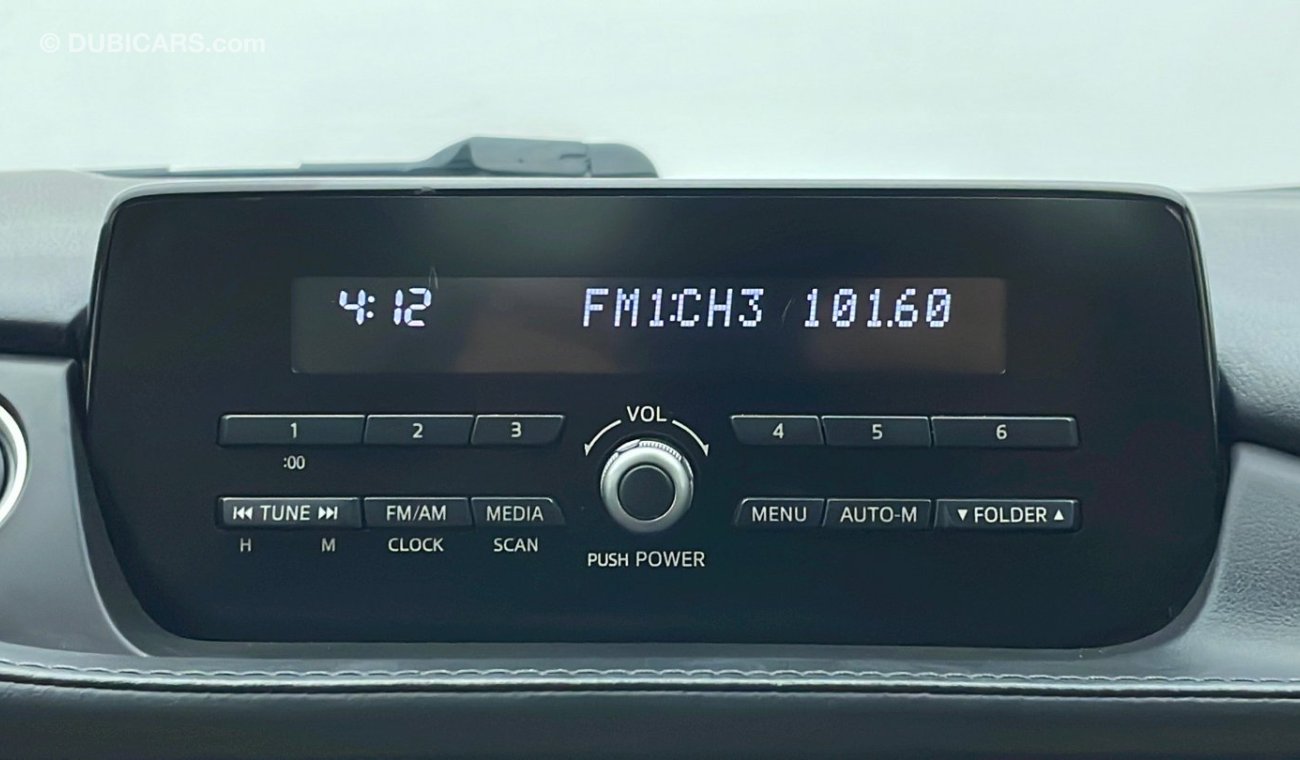 © DUBICARS.com
4:12 FM1:CH3 101.60
VOL
1 2 3 4 5 6
:00
⏮ TUNE ⏭ FM/AM MEDIA MENU AUTO-M ▼ FOLDER ▲
H M CLOCK SCAN
PUSH POWER